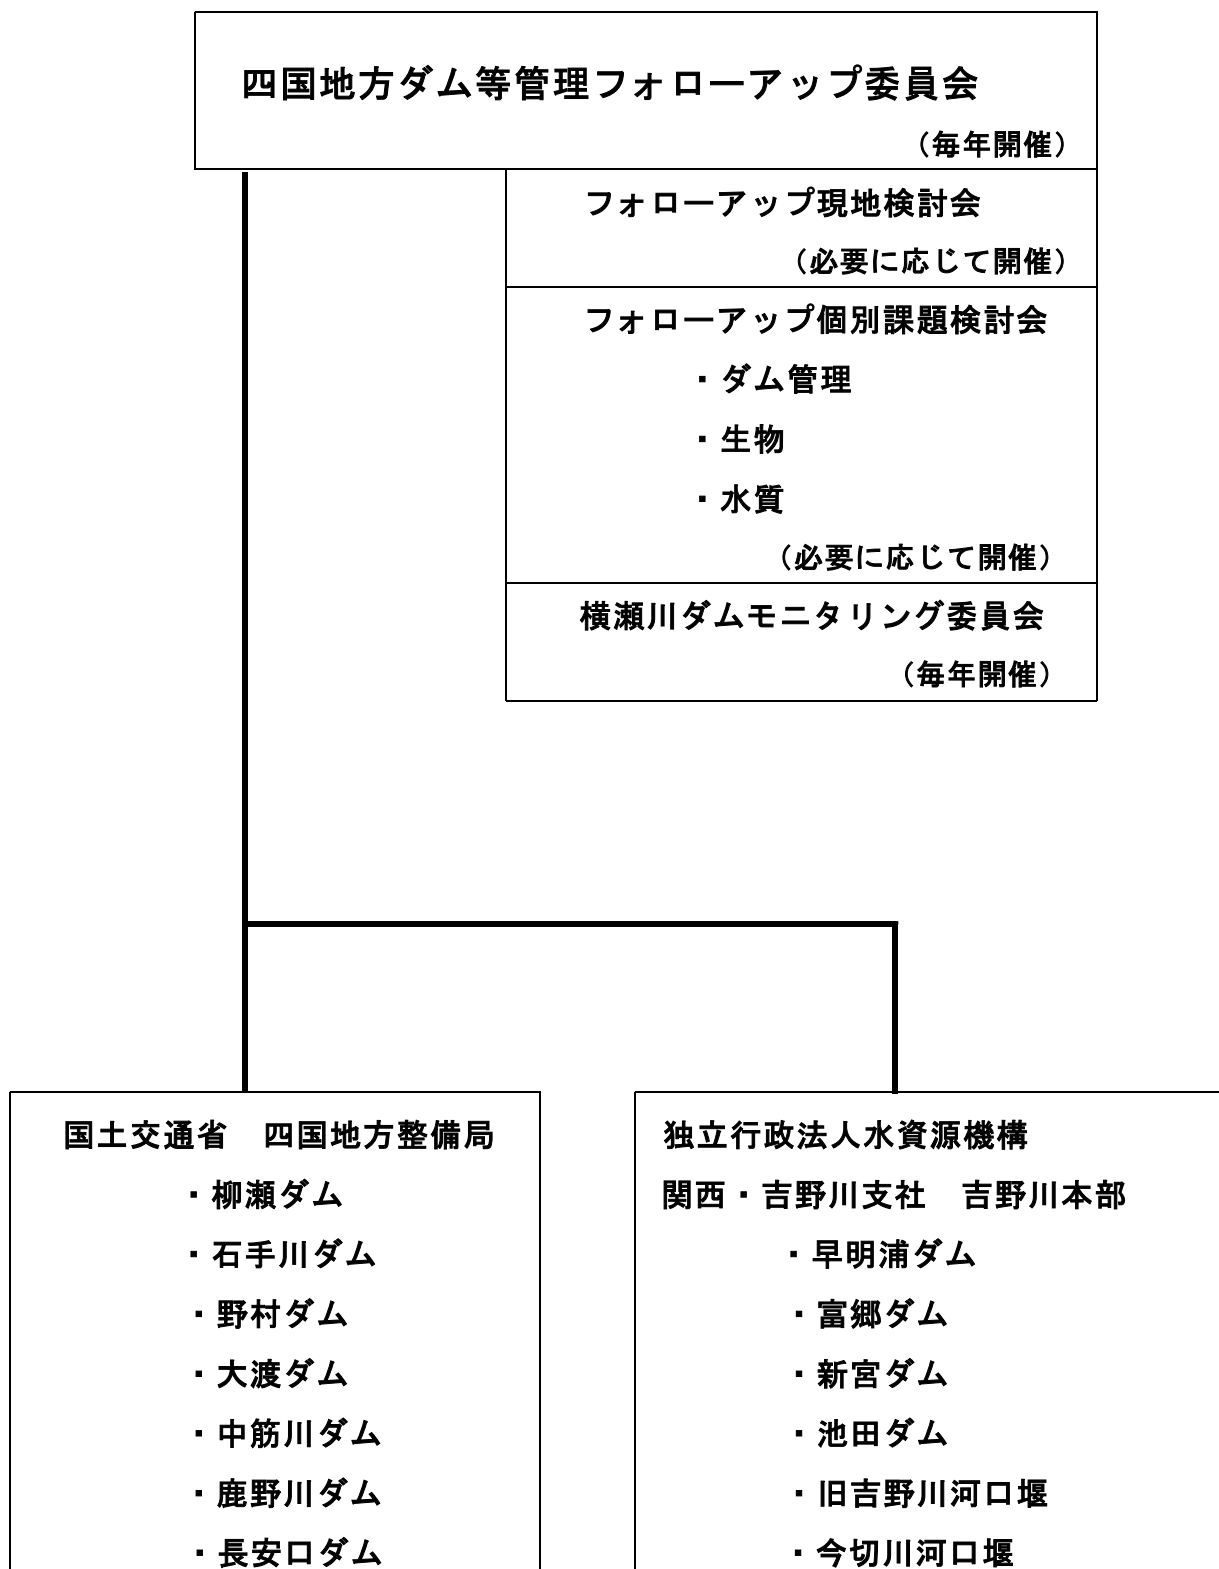 四国地方ダム等管理フォローアップ委員会
（毎年開催）
フォローアップ現地検討会
（必要に応じて開催）
フォローアップ個別課題検討会
・ダム管理
・生物
・水質
（必要に応じて開催）
横瀬川ダムモニタリング委員会
（毎年開催）
国土交通省　四国地方整備局
・柳瀬ダム
・石手川ダム
・野村ダム
・大渡ダム
・中筋川ダム
・鹿野川ダム
・長安口ダム
独立行政法人水資源機構
関西・吉野川支社　吉野川本部
・早明浦ダム
・富郷ダム
・新宮ダム
・池田ダム
・旧吉野川河口堰
・今切川河口堰